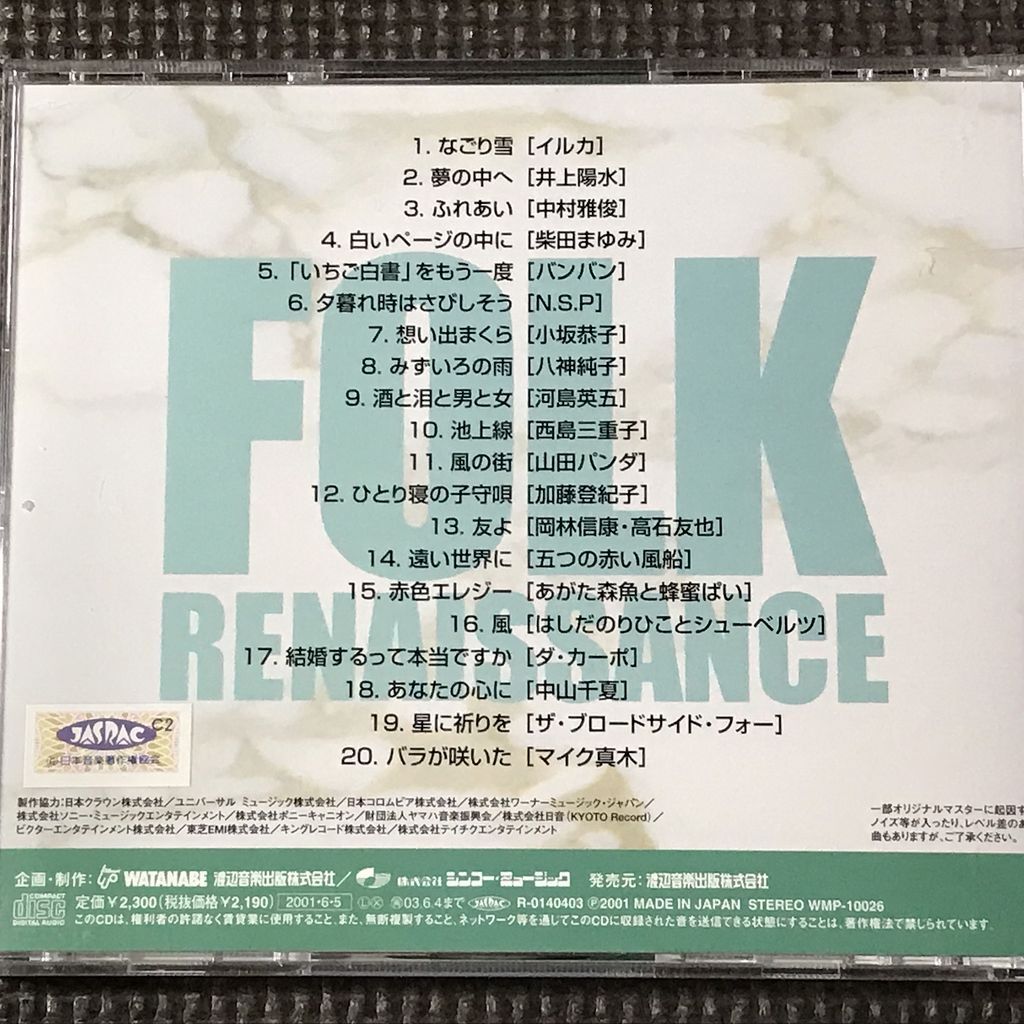 FOLK
RENAISSANCE
1. なごり雪 [イルカ]
2. 夢の中へ [井上陽水]
3. ふれあい [中村雅俊]
4. 白いページの中に [柴田まゆみ]
5. 「いちご白書」をもう一度 [バンバン]
6. 夕暮れ時はさびしそう [N.S.P]
7. 想い出まくら [小坂恭子]
8. みずいろの雨 [八神純子]
9. 酒と泪と男と女 [河島英五]
10. 池上線 [西島三重子]
11. 風の街 [山田パンダ]
12. ひとり寝の子守唄 [加藤登紀子]
13. 友よ [岡林信康・高石友也]
14. 遠い世界に [五つの赤い風船]
15. 赤色エレジー [あがた森魚と蜂蜜ぱい]
16. 風 [はしだのりひことシューベルツ]
17. 結婚するって本当ですか [ダ・カーポ]
18. あなたの心に [中山千夏]
19. 星に祈りを [ザ・ブロードサイド・フォー]
20. バラが咲いた [マイク真木]
JASRAC C2
日本音楽著作権協会
製作協力：日本クラウン株式会社／ユニバーサル ミュージック株式会社／日本コロムビア株式会社／株式会社ワーナーミュージック・ジャパン／
株式会社ソニー・ミュージックエンタテインメント／株式会社ポニーキャニオン／財団法人ヤマハ音楽振興会／株式会社日音（KYOTO Record）／
ビクターエンタテインメント株式会社／東芝EMI株式会社／キングレコード株式会社／株式会社テイチクエンタテインメント
一部オリジナルマスターに起因す
ノイズ等が入ったり、レベル差のあ
曲もありますが、ご了承ください。
企画・制作： WATANABE 渡辺音楽出版株式会社／ 株式会社 シンコー・ミュージック 発売元：渡辺音楽出版株式会社
COMPACT disc DIGITAL AUDIO 定価￥2,300（税抜価格￥2,190） 2001・6・5 Ⓛ Ⓧ 03.6.4まで JASRAC R-0140403 Ⓟ2001 MADE IN JAPAN STEREO WMP-10026
このCDは、権利者の許諾なく賃貸業に使用すること、また、無断複製すること、ネットワーク等を通じてこのCDに収録された音を送信できる状態にすることは、著作権法で禁じられています。